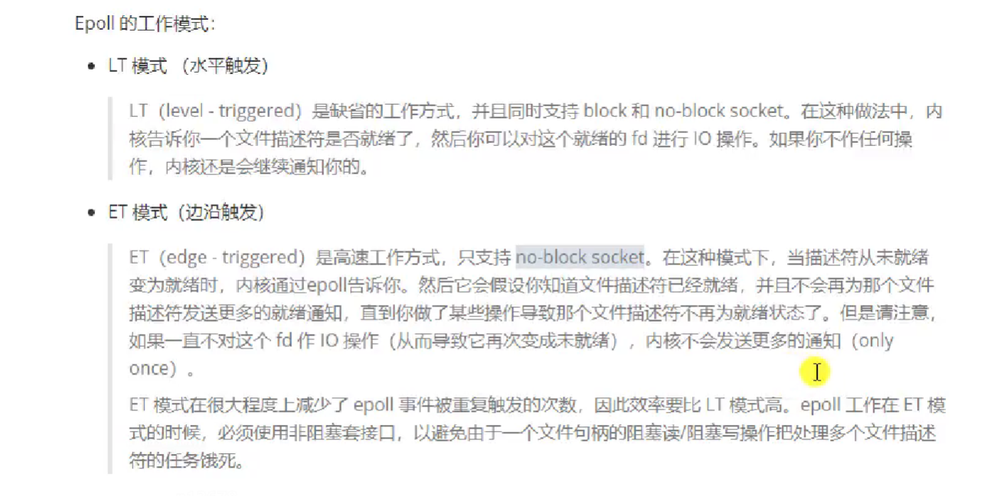 Epoll 的工作模式：
LT 模式 （水平触发）
LT（level - triggered）是缺省的工作方式，并且同时支持 block 和 no-block socket。在这种做法中，内
核告诉你一个文件描述符是否就绪了，然后你可以对这个就绪的 fd 进行 IO 操作。如果你不作任何操
作，内核还是会继续通知你的。
ET 模式（边沿触发）
ET（edge - triggered）是高速工作方式，只支持 no-block socket。在这种模式下，当描述符从未就绪
变为就绪时，内核通过epoll告诉你。然后它会假设你知道文件描述符已经就绪，并且不会再为那个文件
描述符发送更多的就绪通知，直到你做了某些操作导致那个文件描述符不再为就绪状态了。但是请注意，
如果一直不对这个 fd 作 IO 操作（从而导致它再次变成未就绪），内核不会发送更多的通知（only
once）。
ET 模式在很大程度上减少了 epoll 事件被重复触发的次数，因此效率要比 LT 模式高。epoll 工作在 ET 模
式的时候，必须使用非阻塞套接口，以避免由于一个文件句柄的阻塞读/阻塞写操作把处理多个文件描述
符的任务饿死。